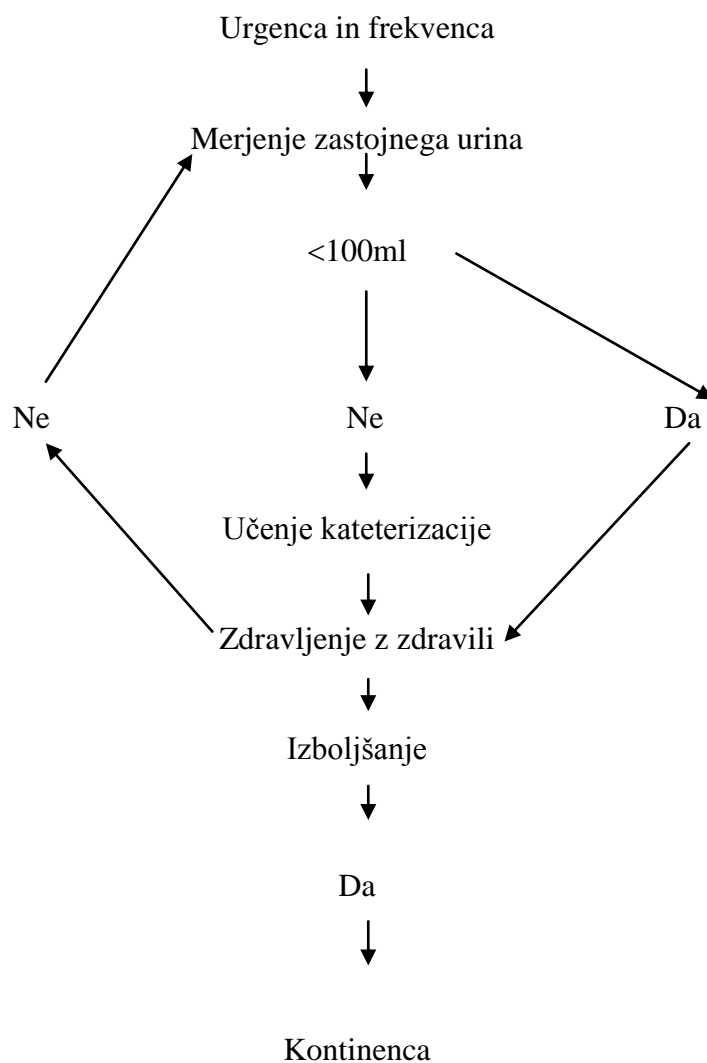 Urgenca in frekvenca
Merjenje zastojnega urina
<100ml
Ne
Ne
Da
Učenje kateterizacije
Zdravljenje z zdravili
Izboljšanje
Da
Kontinenca